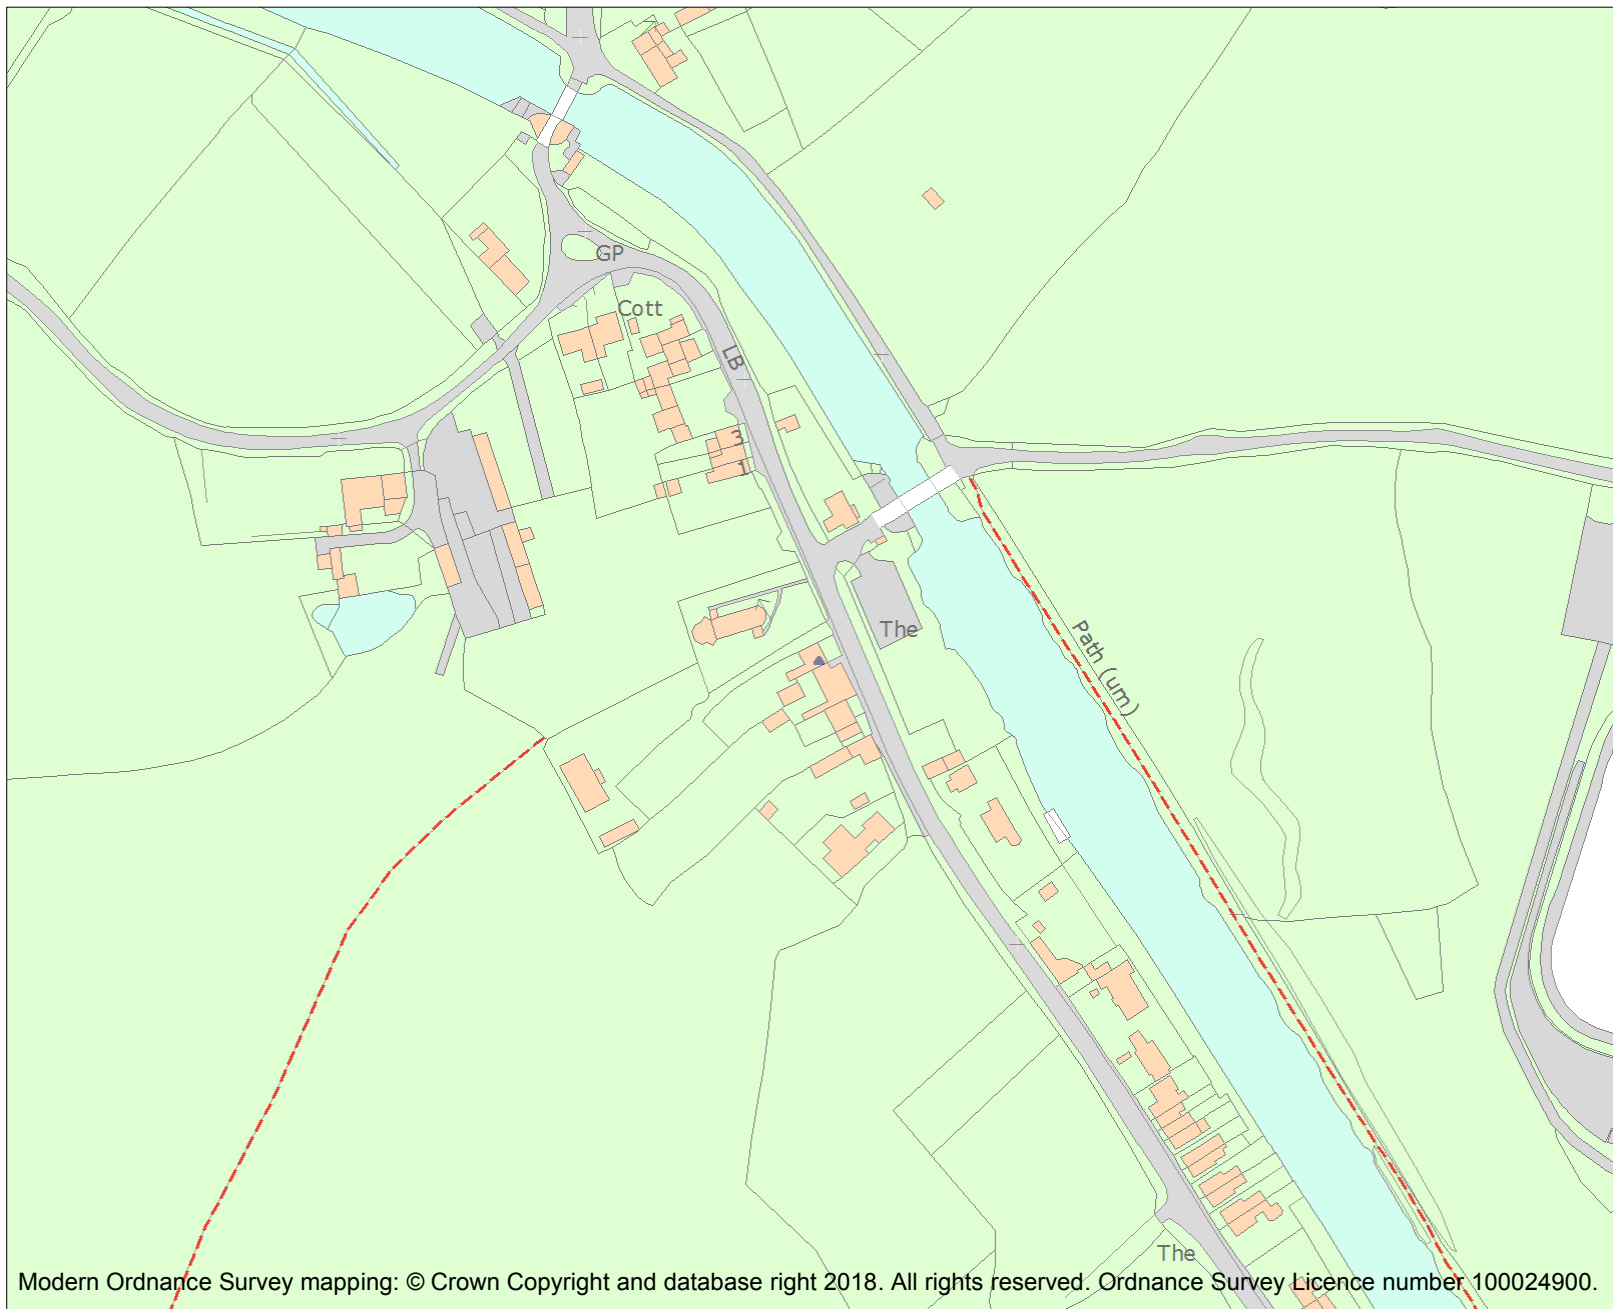 GP
Cott
LB
3
1
The
Path (um)
The
Modern Ordnance Survey mapping: © Crown Copyright and database right 2018. All rights reserved. Ordnance Survey Licence number 100024900.